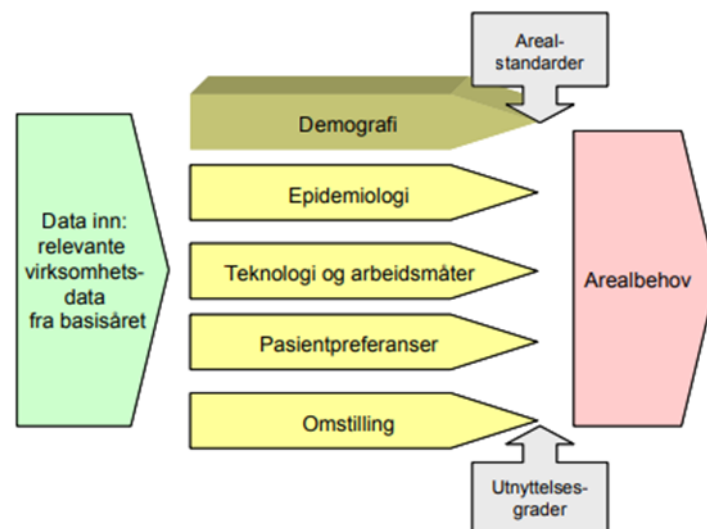 Areal-
standarder
Demografi
Epidemiologi
Data inn:
relevante
virksomhets-
data
fra basisåret
Teknologi og arbeidsmåter
Arealbehov
Pasientpreferanser
Omstilling
Utnyttelses-
grader